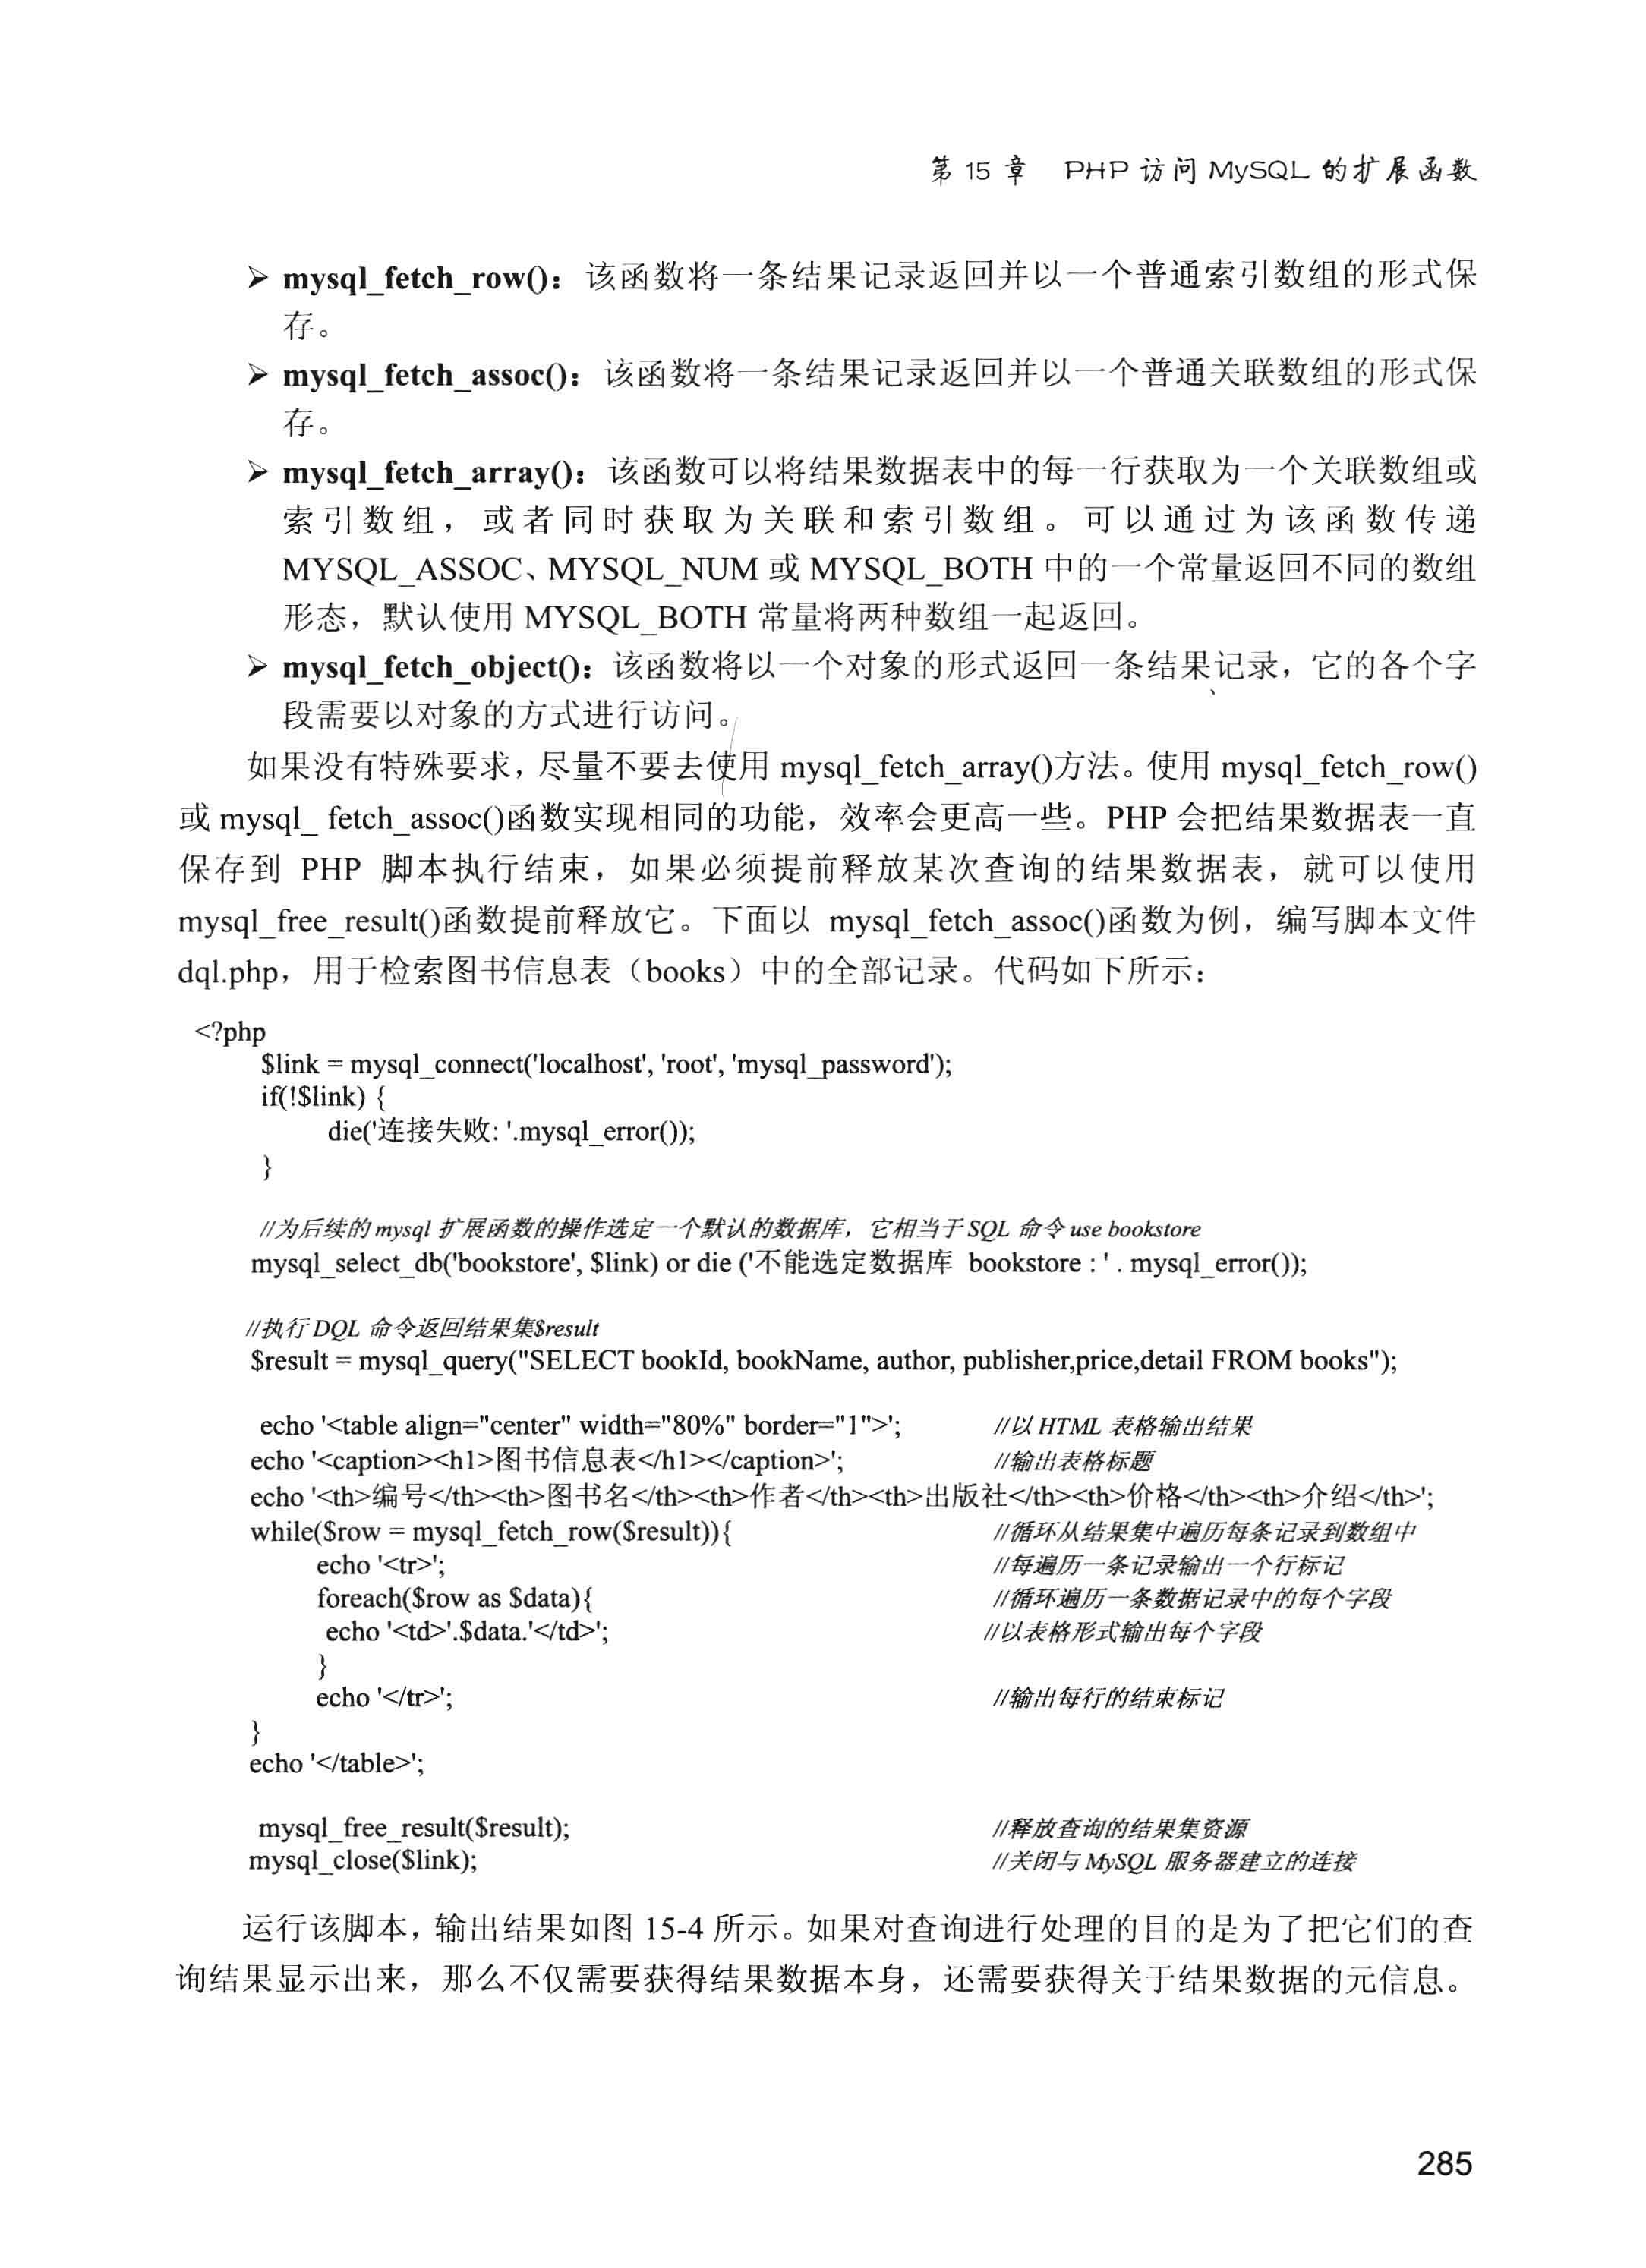 第 15 章 PHP 访问 MySQL 的扩展函数
➢ mysql_fetch_row()：该函数将一条结果记录返回并以一个普通索引数组的形式保
存。
➢ mysql_fetch_assoc()：该函数将一条结果记录返回并以一个普通关联数组的形式保
存。
➢ mysql_fetch_array()：该函数可以将结果数据表中的每一行获取为一个关联数组或
索引数组，或者同时获取为关联和索引数组。可以通过为该函数传递
MYSQL_ASSOC、MYSQL_NUM 或 MYSQL_BOTH 中的一个常量返回不同的数组
形态，默认使用 MYSQL_BOTH 常量将两种数组一起返回。
➢ mysql_fetch_object()：该函数将以一个对象的形式返回一条结果记录，它的各个字
段需要以对象的方式进行访问。
如果没有特殊要求，尽量不要去使用 mysql_fetch_array()方法。使用 mysql_fetch_row()
或 mysql_ fetch_assoc()函数实现相同的功能，效率会更高一些。PHP 会把结果数据表一直
保存到 PHP 脚本执行结束，如果必须提前释放某次查询的结果数据表，就可以使用
mysql_free_result()函数提前释放它。下面以 mysql_fetch_assoc()函数为例，编写脚本文件
dql.php，用于检索图书信息表（books）中的全部记录。代码如下所示：
<?php
$link = mysql_connect('localhost', 'root', 'mysql_password');
if(!$link) {
die('连接失败: '.mysql_error());
}
//为后续的 mysql 扩展函数的操作选定一个默认的数据库，它相当于 SQL 命令 use bookstore
mysql_select_db('bookstore', $link) or die ('不能选定数据库 bookstore : ' . mysql_error());
//执行 DQL 命令返回结果集$result
$result = mysql_query("SELECT bookId, bookName, author, publisher,price,detail FROM books");
echo '<table align="center" width="80%" border="1">'; //以 HTML 表格输出结果
echo '<caption><h1>图书信息表</h1></caption>'; //输出表格标题
echo '<th>编号</th><th>图书名</th><th>作者</th><th>出版社</th><th>价格</th><th>介绍</th>';
while($row = mysql_fetch_row($result)){ //循环从结果集中遍历每条记录到数组中
echo '<tr>'; //每遍历一条记录输出一个行标记
foreach($row as $data){ //循环遍历一条数据记录中的每个字段
echo '<td>'.$data.'</td>'; //以表格形式输出每个字段
}
echo '</tr>'; //输出每行的结束标记
}
echo '</table>';
mysql_free_result($result); //释放查询的结果集资源
mysql_close($link); //关闭与 MySQL 服务器建立的连接
运行该脚本，输出结果如图 15-4 所示。如果对查询进行处理的目的是为了把它们的查
询结果显示出来，那么不仅需要获得结果数据本身，还需要获得关于结果数据的元信息。
285